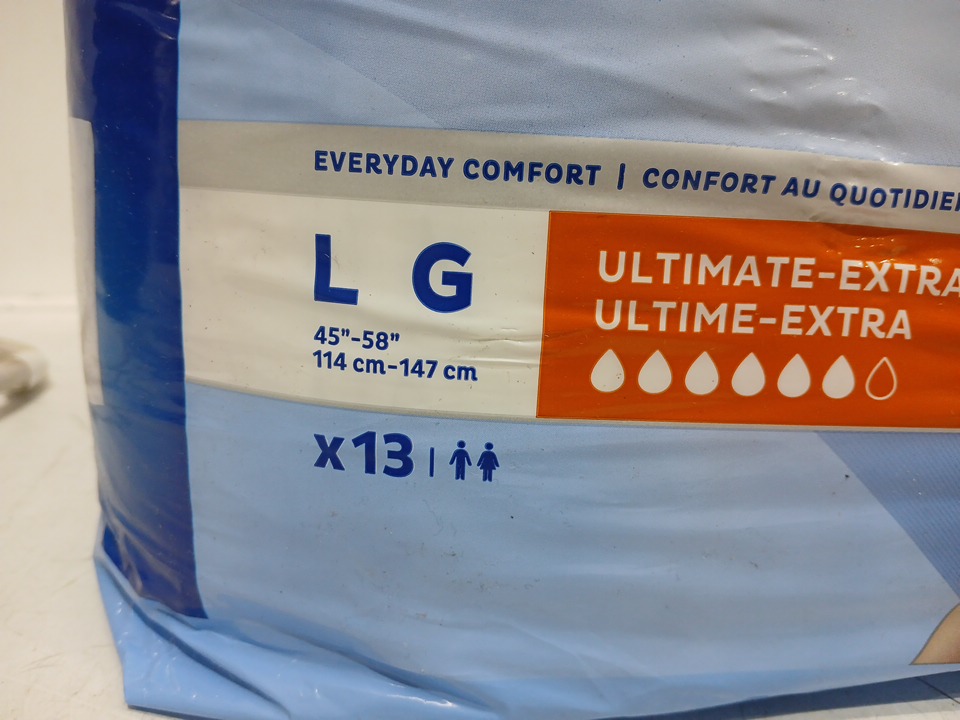 EVERYDAY COMFORT | CONFORT AU QUOTIDIEN
L G
45"-58"
114 cm-147 cm
ULTIMATE-EXTRA
ULTIME-EXTRA
x13 |